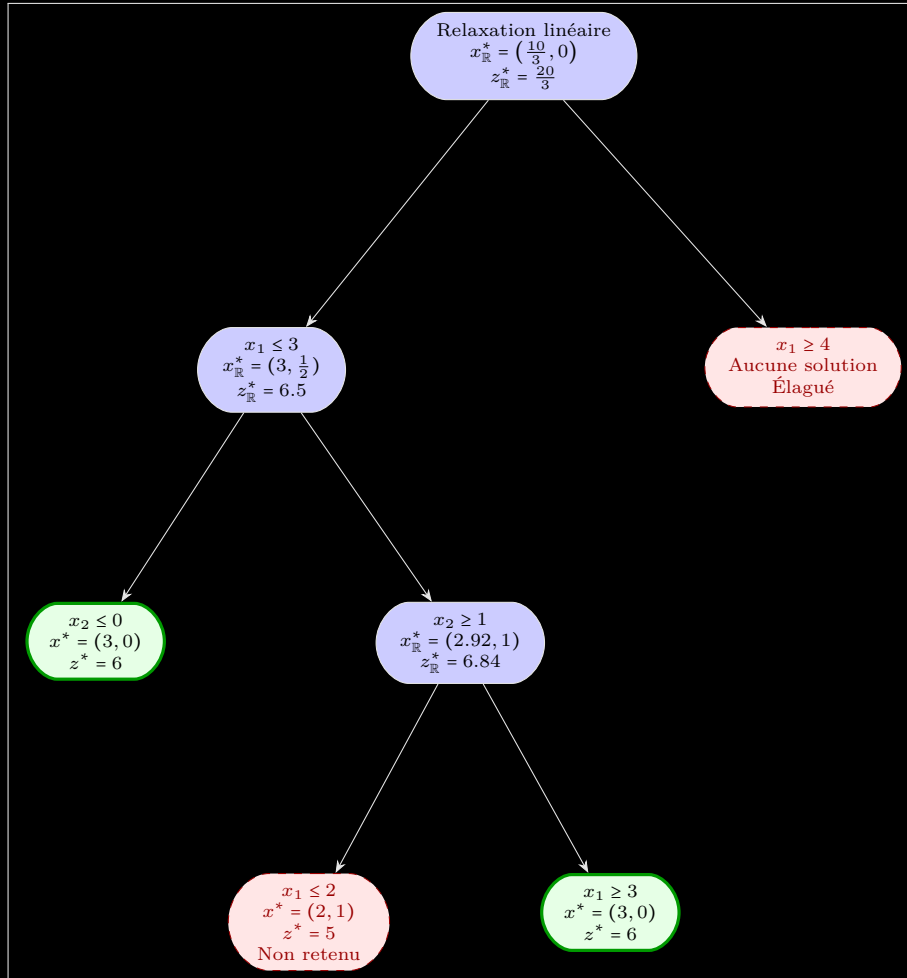 Relaxation linéaire
x*_ℝ = (10/3, 0)
z*_ℝ = 20/3
x₁ ≤ 3
x*_ℝ = (3, 1/2)
z*_ℝ = 6.5
x₁ ≥ 4
Aucune solution
Élagué
x₂ ≤ 0
x* = (3, 0)
z* = 6
x₂ ≥ 1
x*_ℝ = (2.92, 1)
z*_ℝ = 6.84
x₁ ≤ 2
x* = (2, 1)
z* = 5
Non retenu
x₁ ≥ 3
x* = (3, 0)
z* = 6